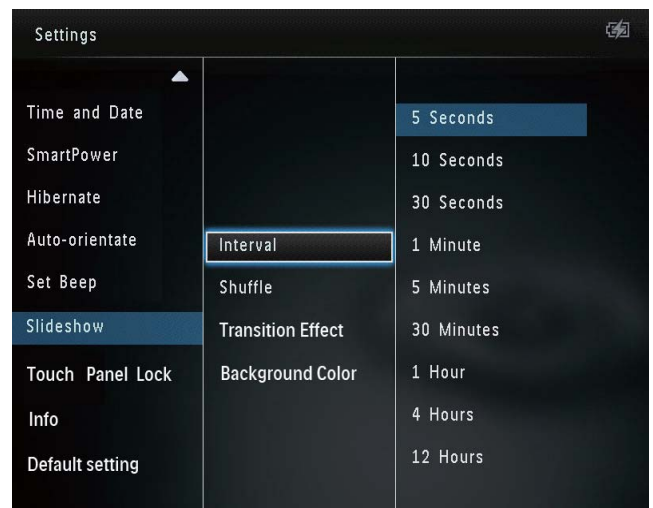 Settings
Time and Date
SmartPower
Hibernate
Auto-orientate
Set Beep
Slideshow
Touch Panel Lock
Info
Default setting
Interval
Shuffle
Transition Effect
Background Color
5 Seconds
10 Seconds
30 Seconds
1 Minute
5 Minutes
30 Minutes
1 Hour
4 Hours
12 Hours